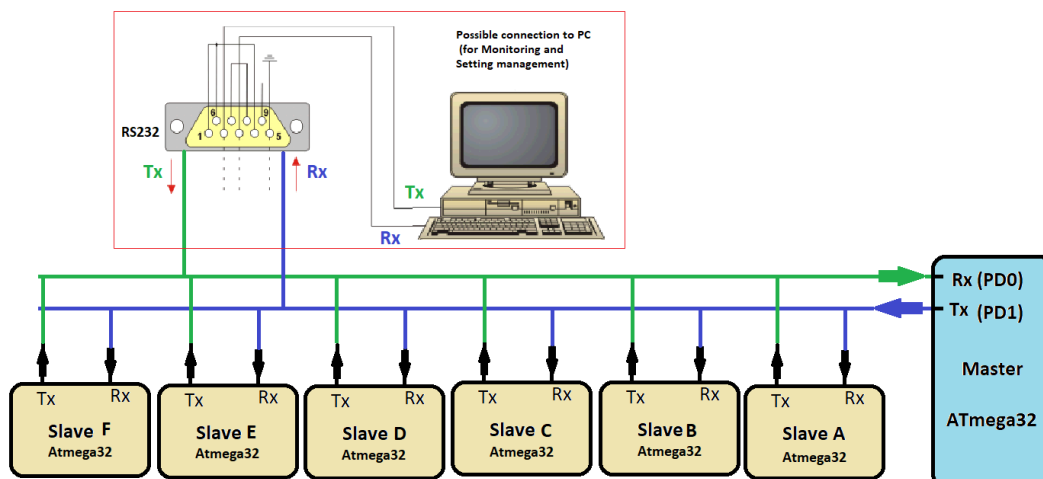 Possible connection to PC
(for Monitoring and
Setting management)
RS232
6
9
1
5
Tx
Rx
Tx
Rx
Rx (PD0)
Tx (PD1)
Master
ATmega32
Tx Rx
Slave F
Atmega32
Tx Rx
Slave E
Atmega32
Tx Rx
Slave D
Atmega32
Tx Rx
Slave C
Atmega32
Tx Rx
Slave B
Atmega32
Tx Rx
Slave A
Atmega32